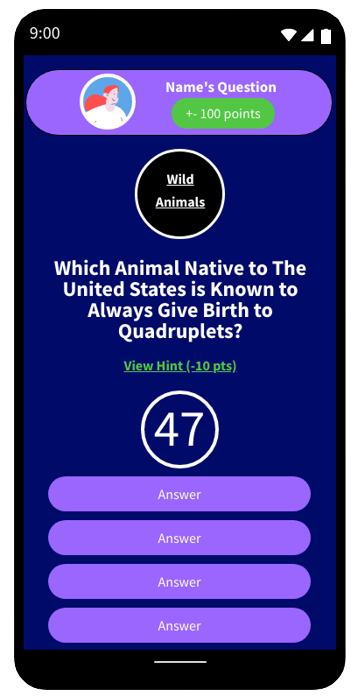 9:00
Name's Question
+- 100 points
Wild
Animals
Which Animal Native to The
United States is Known to
Always Give Birth to
Quadruplets?
View Hint (-10 pts)
47
Answer
Answer
Answer
Answer